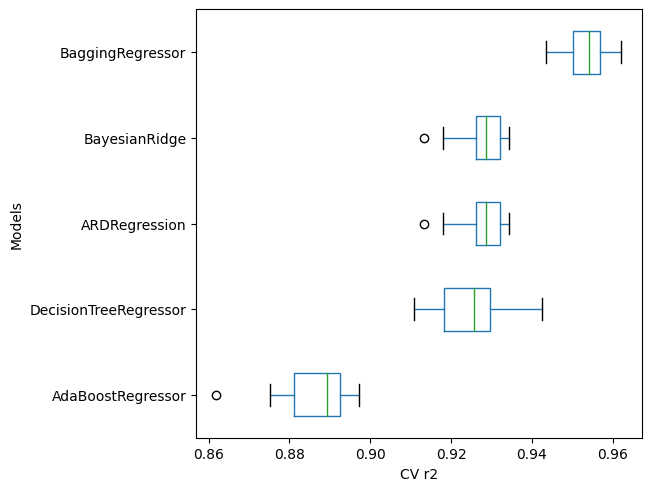 BaggingRegressor
BayesianRidge
ARDRegression
DecisionTreeRegressor
AdaBoostRegressor
Models
0.86 0.88 0.90 0.92 0.94 0.96
CV r2